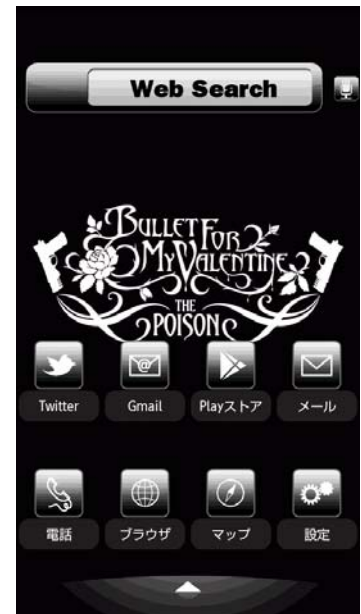 Web Search
BULLET FOR
MY VALENTINE
THE
POISON
Twitter Gmail Playストア メール
電話 ブラウザ マップ 設定